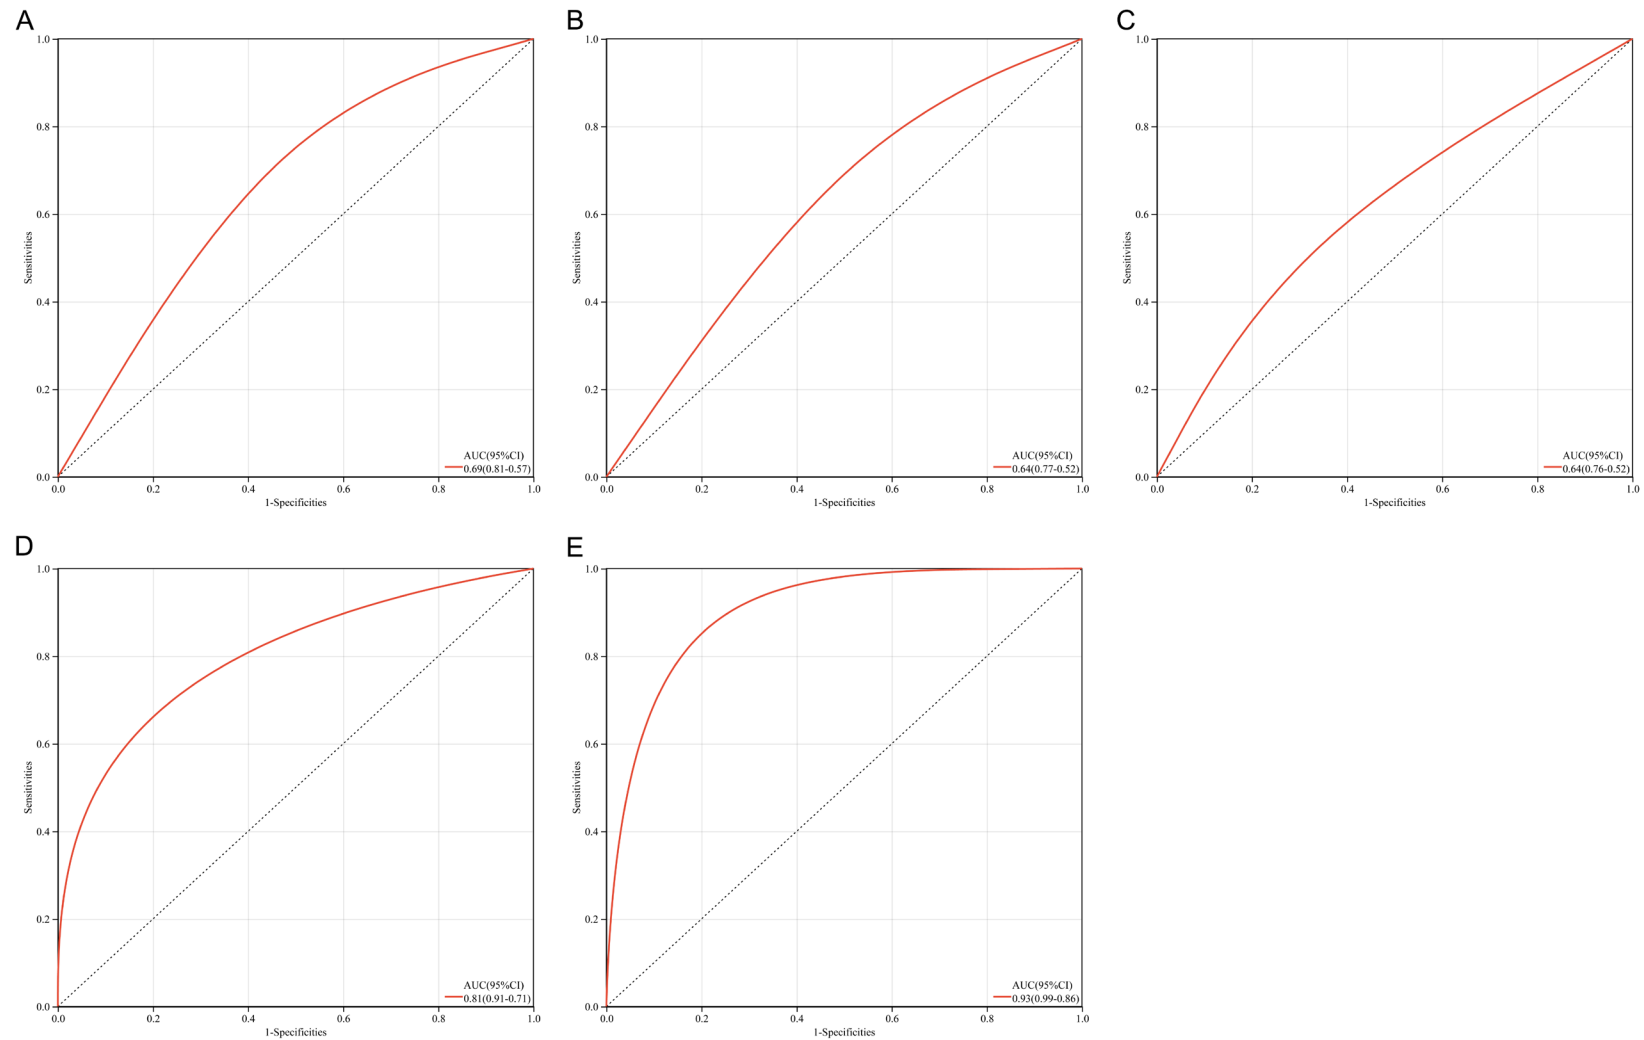 A
1.0
0.8
0.6
0.4
0.2
0.0
Sensitivities
0.0 0.2 0.4 0.6 0.8 1.0
1-Specificities
AUC(95%CI)
0.69(0.81-0.57)
B
1.0
0.8
0.6
0.4
0.2
0.0
Sensitivities
0.0 0.2 0.4 0.6 0.8 1.0
1-Specificities
AUC(95%CI)
0.64(0.77-0.52)
C
1.0
0.8
0.6
0.4
0.2
0.0
Sensitivities
0.0 0.2 0.4 0.6 0.8 1.0
1-Specificities
AUC(95%CI)
0.64(0.76-0.52)
D
1.0
0.8
0.6
0.4
0.2
0.0
Sensitivities
0.0 0.2 0.4 0.6 0.8 1.0
1-Specificities
AUC(95%CI)
0.81(0.91-0.71)
E
1.0
0.8
0.6
0.4
0.2
0.0
Sensitivities
0.0 0.2 0.4 0.6 0.8 1.0
1-Specificities
AUC(95%CI)
0.93(0.99-0.86)